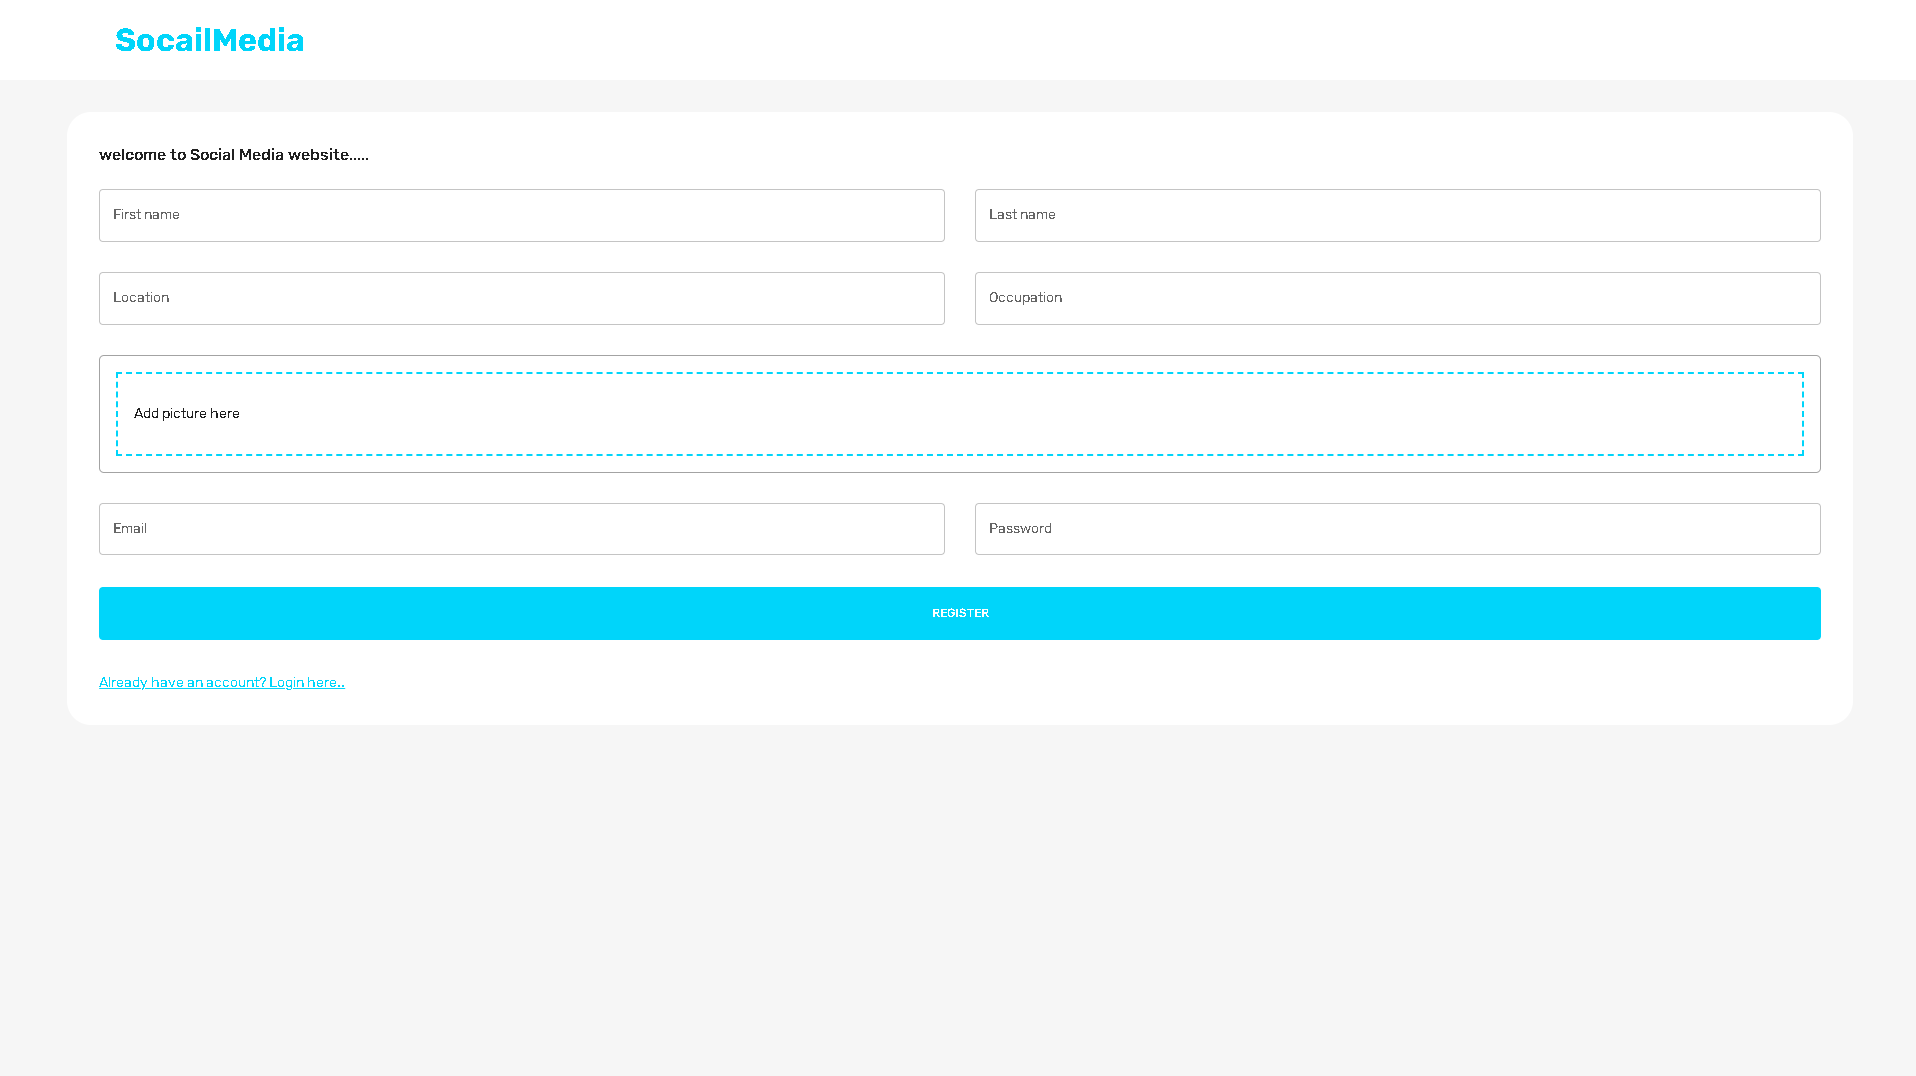 SocailMedia
welcome to Social Media website.....
First name
Last name
Location
Occupation
Add picture here
Email
Password
REGISTER
Already have an account? Login here..